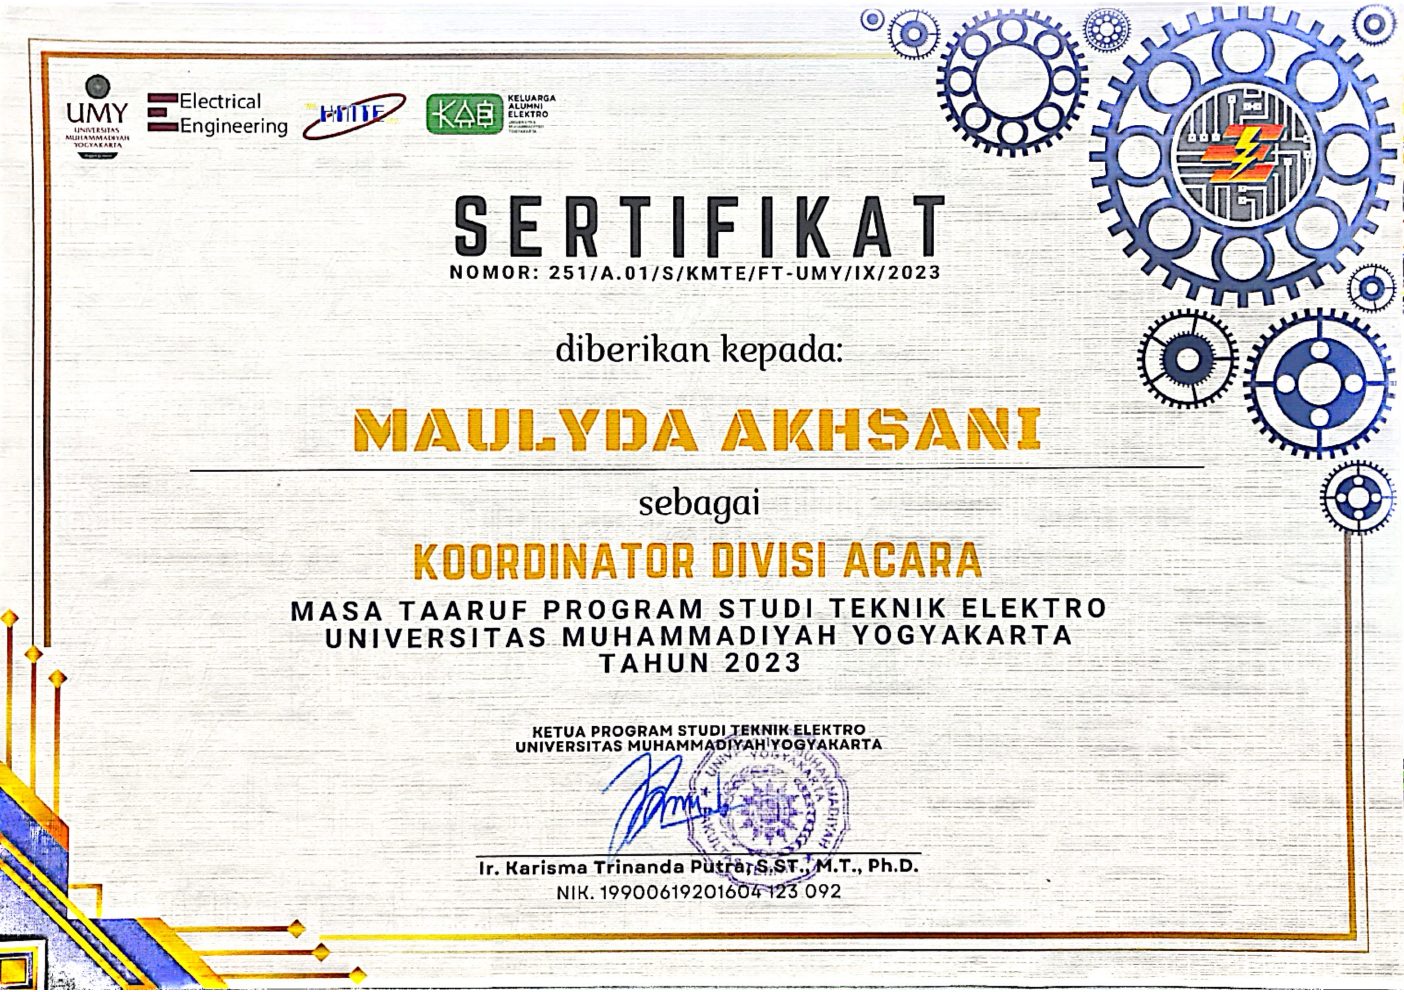 UMY
UNIVERSITAS
MUHAMMADIYAH
YOGYAKARTA
Electrical
Engineering
HMTE
KAE
KELUARGA
ALUMNI
ELEKTRO
UNIVERSITAS
MUHAMMADIYAH
YOGYAKARTA
SERTIFIKAT
NOMOR: 251/A.01/S/KMTE/FT-UMY/IX/2023
diberikan kepada:
MAULYDA AKHSANI
sebagai
KOORDINATOR DIVISI ACARA
MASA TAARUF PROGRAM STUDI TEKNIK ELEKTRO
UNIVERSITAS MUHAMMADIYAH YOGYAKARTA
TAHUN 2023
KETUA PROGRAM STUDI TEKNIK ELEKTRO
UNIVERSITAS MUHAMMADIYAH YOGYAKARTA
Ir. Karisma Trinanda Putra, S.ST., M.T., Ph.D.
NIK. 19900619201604 123 092